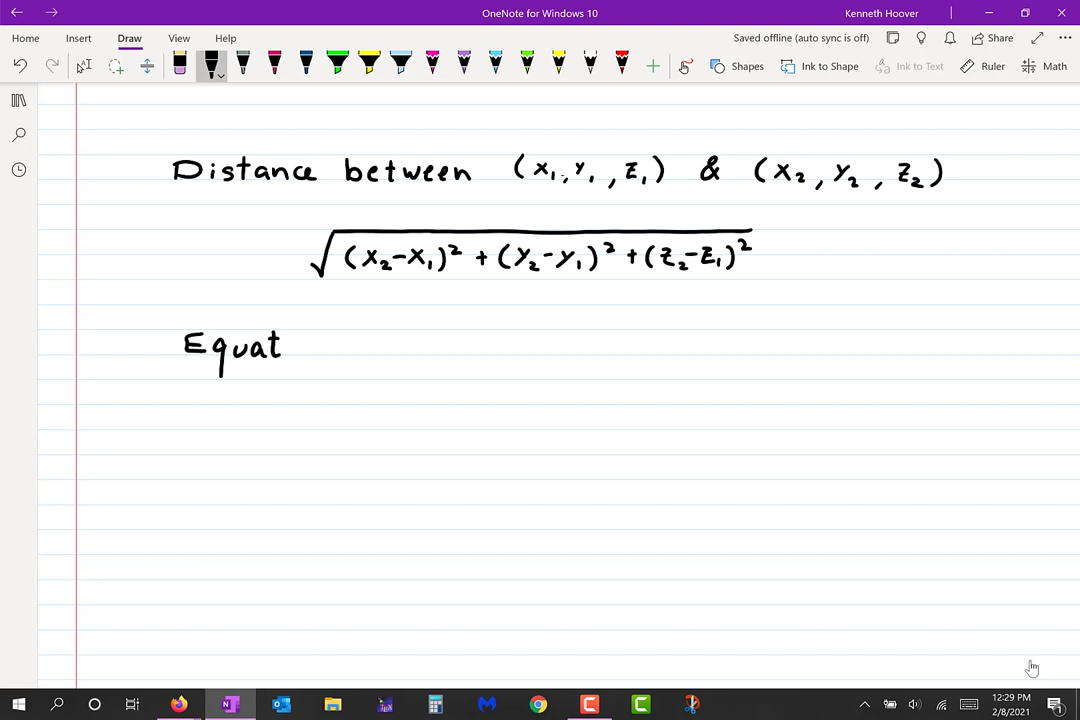 OneNote for Windows 10
Kenneth Hoover
Home Insert Draw View Help
Saved offline (auto sync is off) Share
Shapes Ink to Shape Ink to Text Ruler Math
Distance between (x₁, y₁, z₁) & (x₂, y₂, z₂)
√((x₂-x₁)² + (y₂-y₁)² + (z₂-z₁)²)
Equat
12:29 PM
2/8/2021